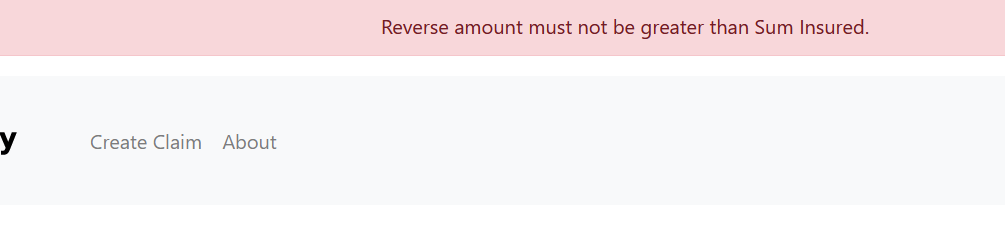 Reverse amount must not be greater than Sum Insured.
y Create Claim About